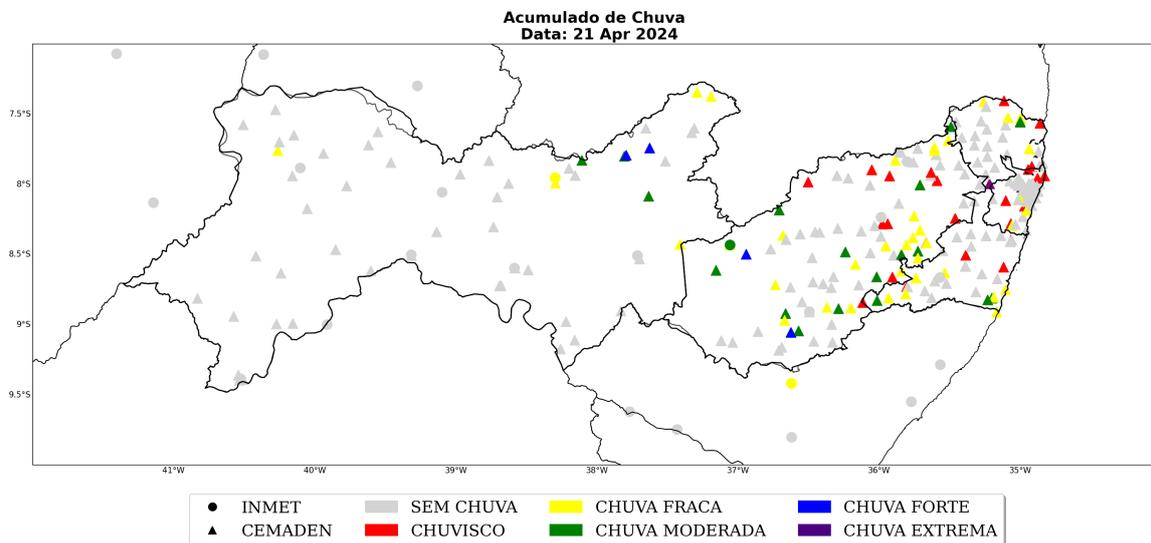 Acumulado de Chuva
Data: 21 Apr 2024
7.5°S
8°S
8.5°S
9°S
9.5°S
41°W 40°W 39°W 38°W 37°W 36°W 35°W
INMET SEM CHUVA CHUVA FRACA CHUVA FORTE
CEMADEN CHUVISCO CHUVA MODERADA CHUVA EXTREMA